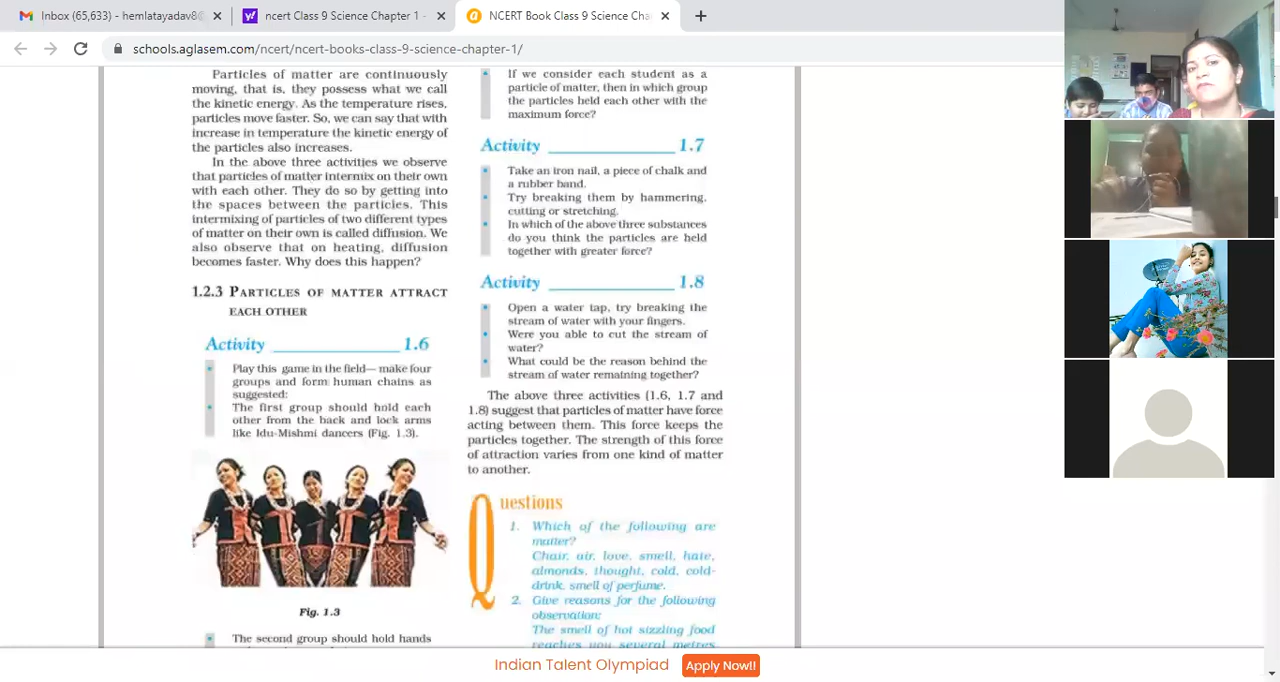 Inbox (65,633) - hemlatayadav8@
ncert Class 9 Science Chapter 1 -
NCERT Book Class 9 Science Cha
schools.aglasem.com/ncert/ncert-books-class-9-science-chapter-1/
Particles of matter are continuously
moving, that is, they possess what we call
the kinetic energy. As the temperature rises,
particles move faster. So, we can say that with
increase in temperature the kinetic energy of
the particles also increases.
In the above three activities we observe
that particles of matter intermix on their own
with each other. They do so by getting into
the spaces between the particles. This
intermixing of particles of two different types
of matter on their own is called diffusion. We
also observe that on heating, diffusion
becomes faster. Why does this happen?
1.2.3 PARTICLES OF MATTER ATTRACT
EACH OTHER
Activity ______________ 1.6
• Play this game in the field— make four
groups and form human chains as
suggested:
• The first group should hold each
other from the back and lock arms
like Idu-Mishmi dancers (Fig. 1.3).
Fig. 1.3
• The second group should hold hands
• If we consider each student as a
particle of matter, then in which group
the particles held each other with the
maximum force?
Activity ______________ 1.7
• Take an iron nail, a piece of chalk and
a rubber band.
• Try breaking them by hammering,
cutting or stretching.
• In which of the above three substances
do you think the particles are held
together with greater force?
Activity ______________ 1.8
• Open a water tap, try breaking the
stream of water with your fingers.
• Were you able to cut the stream of
water?
• What could be the reason behind the
stream of water remaining together?
The above three activities (1.6, 1.7 and
1.8) suggest that particles of matter have force
acting between them. This force keeps the
particles together. The strength of this force
of attraction varies from one kind of matter
to another.
Questions
1. Which of the following are
matter?
Chair, air, love, smell, hate,
almonds, thought, cold, cold-
drink, smell of perfume.
2. Give reasons for the following
observation:
The smell of hot sizzling food
reaches you several metres
Indian Talent Olympiad Apply Now!!